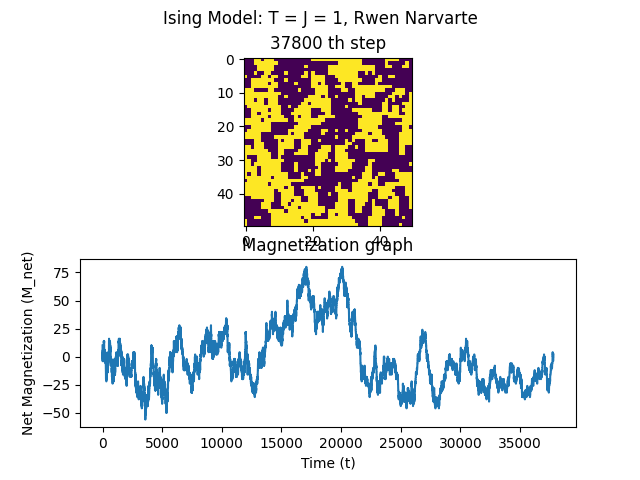 Ising Model: T = J = 1, Rwen Narvarte
37800 th step
0
10
20
30
40
0 20 40
Magnetization graph
Net Magnetization (M_net)
75
50
25
0
−25
−50
0 5000 10000 15000 20000 25000 30000 35000
Time (t)